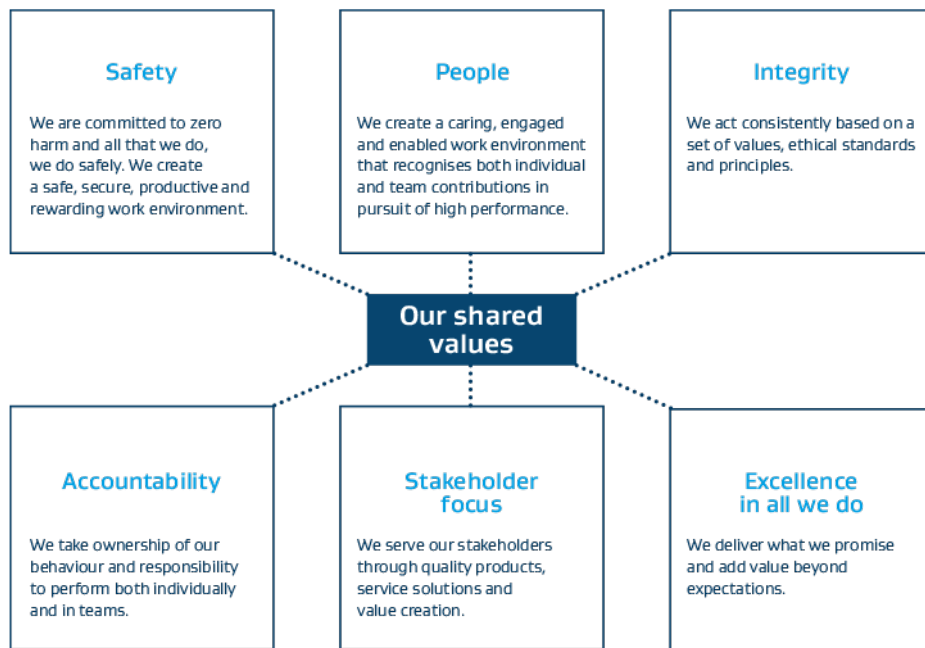 Safety
We are committed to zero
harm and all that we do,
we do safely. We create
a safe, secure, productive and
rewarding work environment.
People
We create a caring, engaged
and enabled work environment
that recognises both individual
and team contributions in
pursuit of high performance.
Integrity
We act consistently based on a
set of values, ethical standards
and principles.
Our shared
values
Accountability
We take ownership of our
behaviour and responsibility
to perform both individually
and in teams.
Stakeholder
focus
We serve our stakeholders
through quality products,
service solutions and
value creation.
Excellence
in all we do
We deliver what we promise
and add value beyond
expectations.